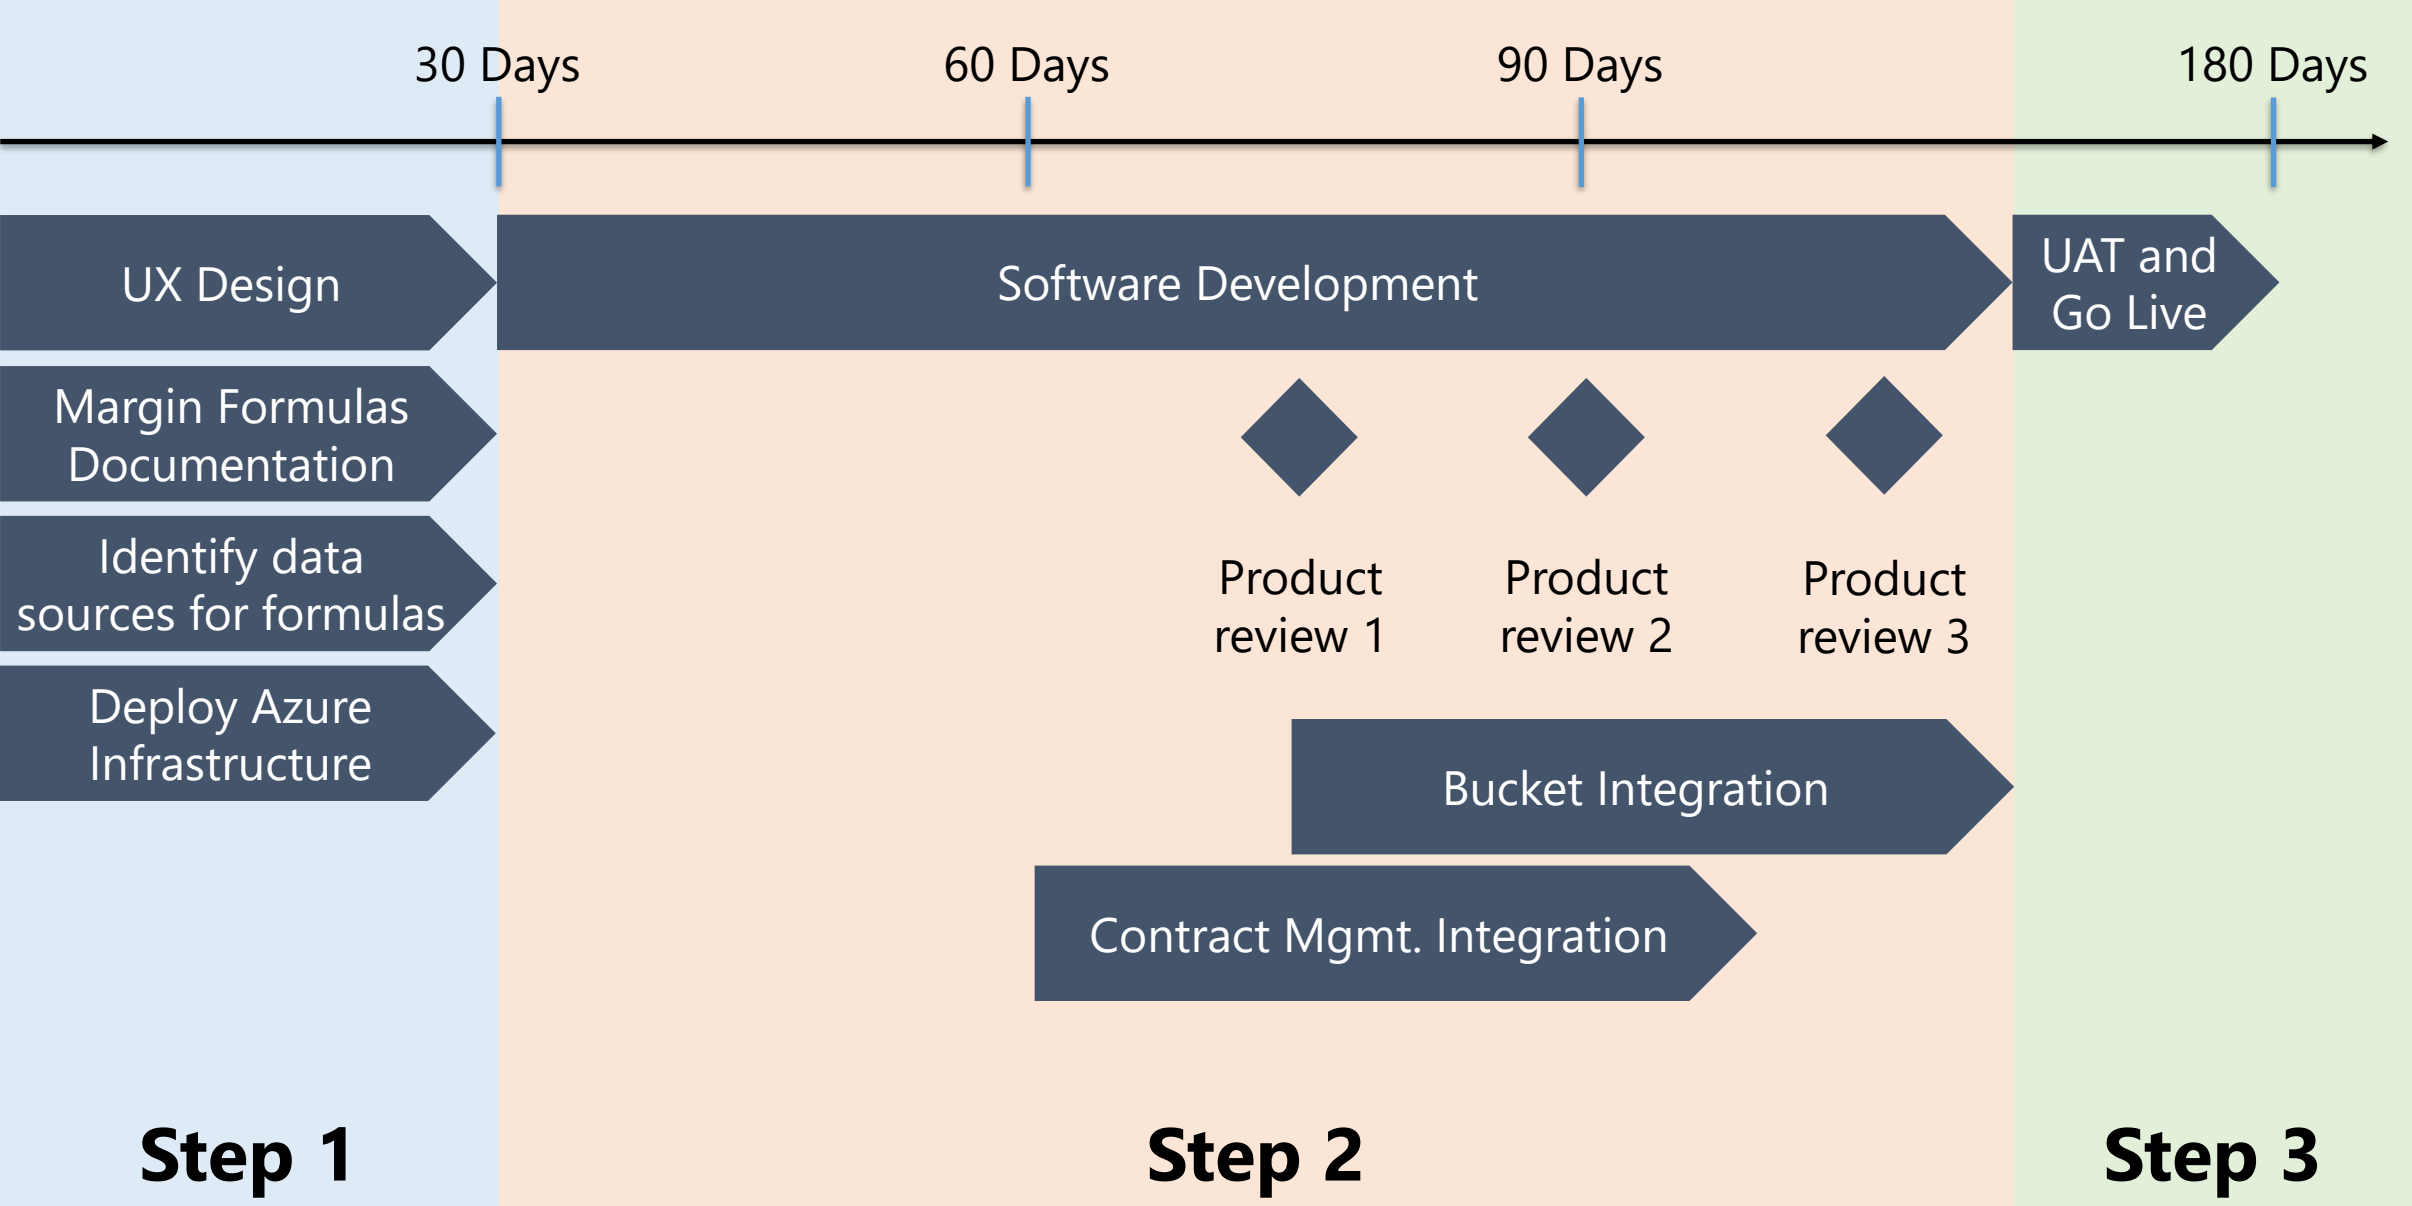 30 Days
60 Days
90 Days
180 Days
UX Design
Software Development
UAT and
Go Live
Margin Formulas
Documentation
Identify data
sources for formulas
Deploy Azure
Infrastructure
Product
review 1
Product
review 2
Product
review 3
Bucket Integration
Contract Mgmt. Integration
Step 1
Step 2
Step 3